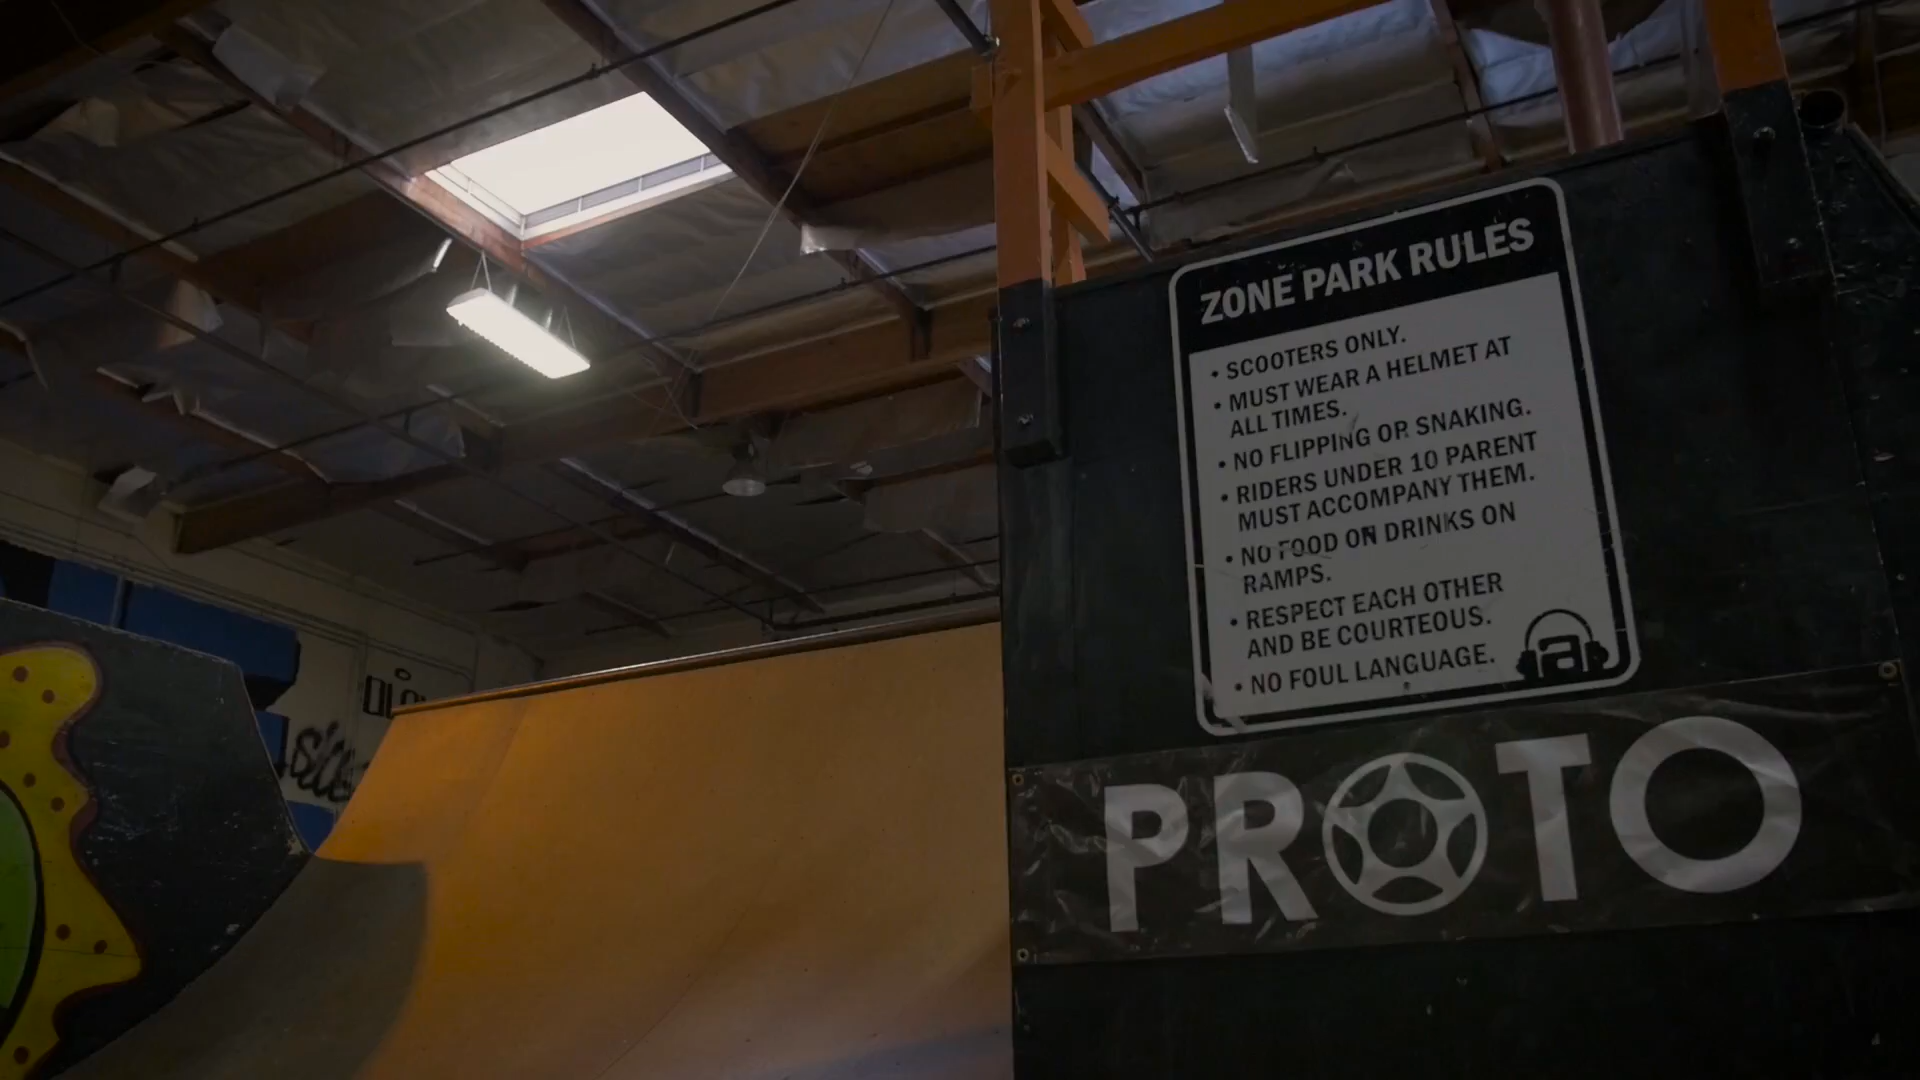 ZONE PARK RULES
• SCOOTERS ONLY.
• MUST WEAR A HELMET AT
ALL TIMES.
• NO FLIPPING OR SNAKING.
• RIDERS UNDER 10 PARENT
MUST ACCOMPANY THEM.
• NO FOOD OR DRINKS ON
RAMPS.
• RESPECT EACH OTHER
AND BE COURTEOUS.
• NO FOUL LANGUAGE.
a
PROTO